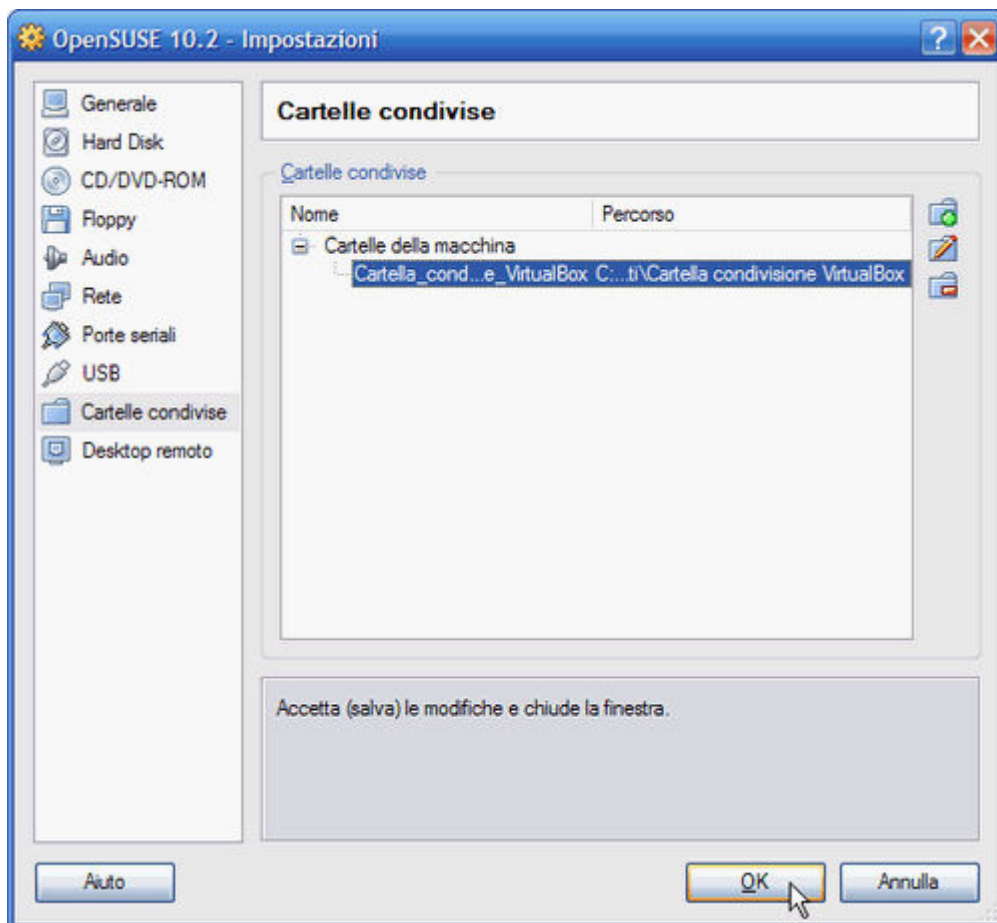 OpenSUSE 10.2 - Impostazioni
Generale
Hard Disk
CD/DVD-ROM
Floppy
Audio
Rete
Porte seriali
USB
Cartelle condivise
Desktop remoto
Cartelle condivise
Cartelle condivise
Nome Percorso
Cartelle della macchina
Cartella_cond...e_VirtualBox C:...ti\Cartella condivisione VirtualBox
Accetta (salva) le modifiche e chiude la finestra.
Aiuto OK Annulla